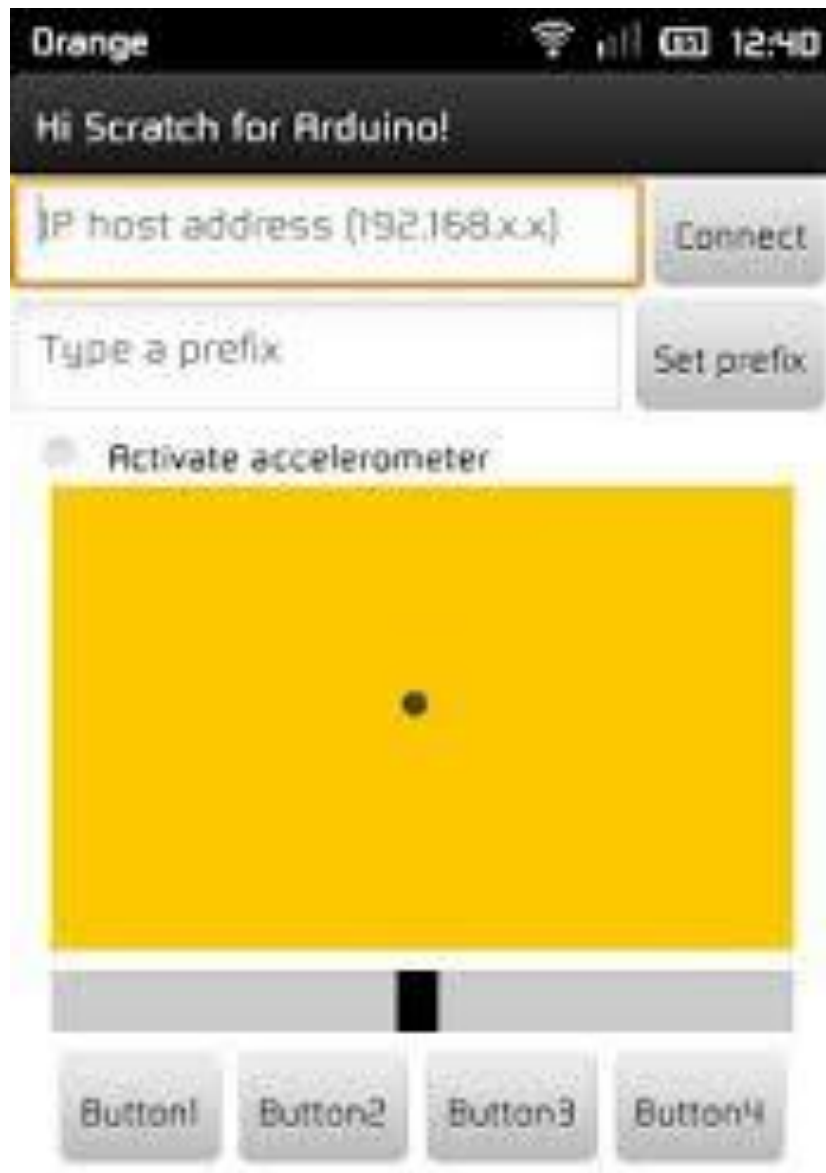 Orange 12:40
Hi Scratch for Arduino!
IP host address (192.168.x.x) Connect
Type a prefix Set prefix
Activate accelerometer
Button1 Button2 Button3 Button4